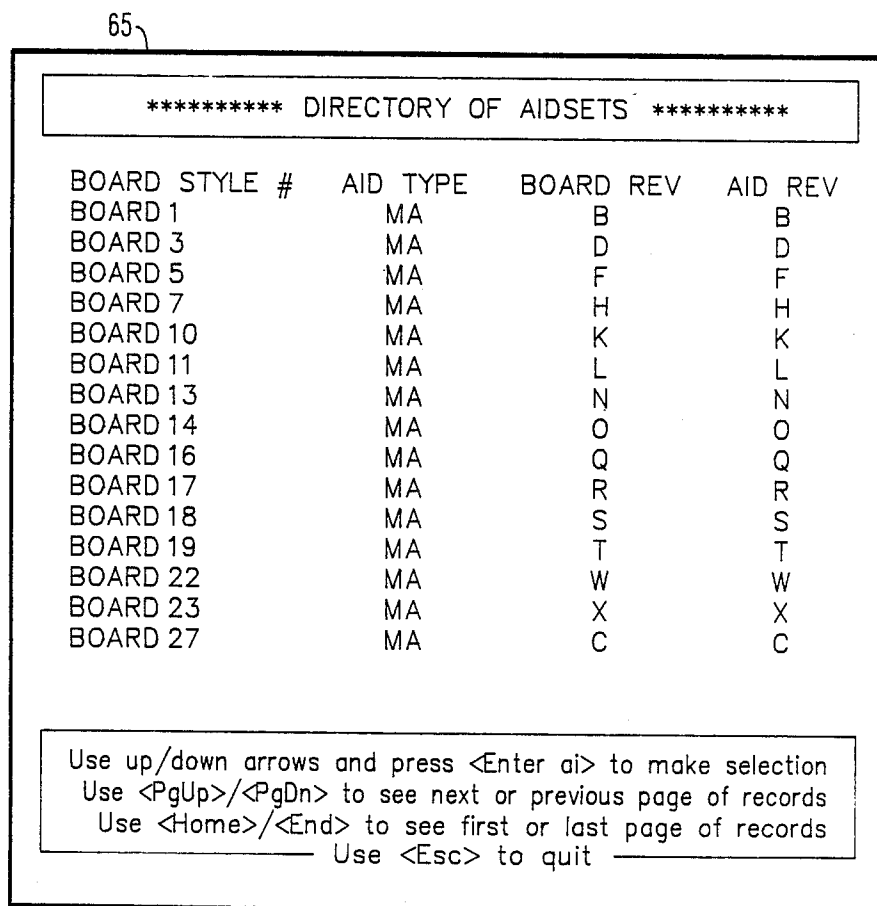 65
********** DIRECTORY OF AIDSETS **********
BOARD STYLE # AID TYPE BOARD REV AID REV
BOARD 1 MA B B
BOARD 3 MA D D
BOARD 5 MA F F
BOARD 7 MA H H
BOARD 10 MA K K
BOARD 11 MA L L
BOARD 13 MA N N
BOARD 14 MA O O
BOARD 16 MA Q Q
BOARD 17 MA R R
BOARD 18 MA S S
BOARD 19 MA T T
BOARD 22 MA W W
BOARD 23 MA X X
BOARD 27 MA C C
Use up/down arrows and press <Enter ai> to make selection
Use <PgUp>/<PgDn> to see next or previous page of records
Use <Home>/<End> to see first or last page of records
Use <Esc> to quit